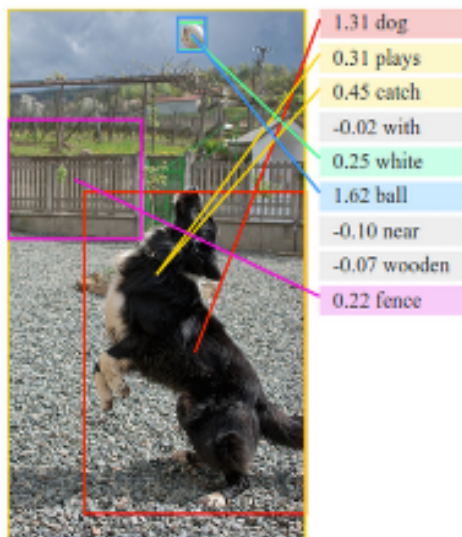 1.31 dog
0.31 plays
0.45 catch
-0.02 with
0.25 white
1.62 ball
-0.10 near
-0.07 wooden
0.22 fence